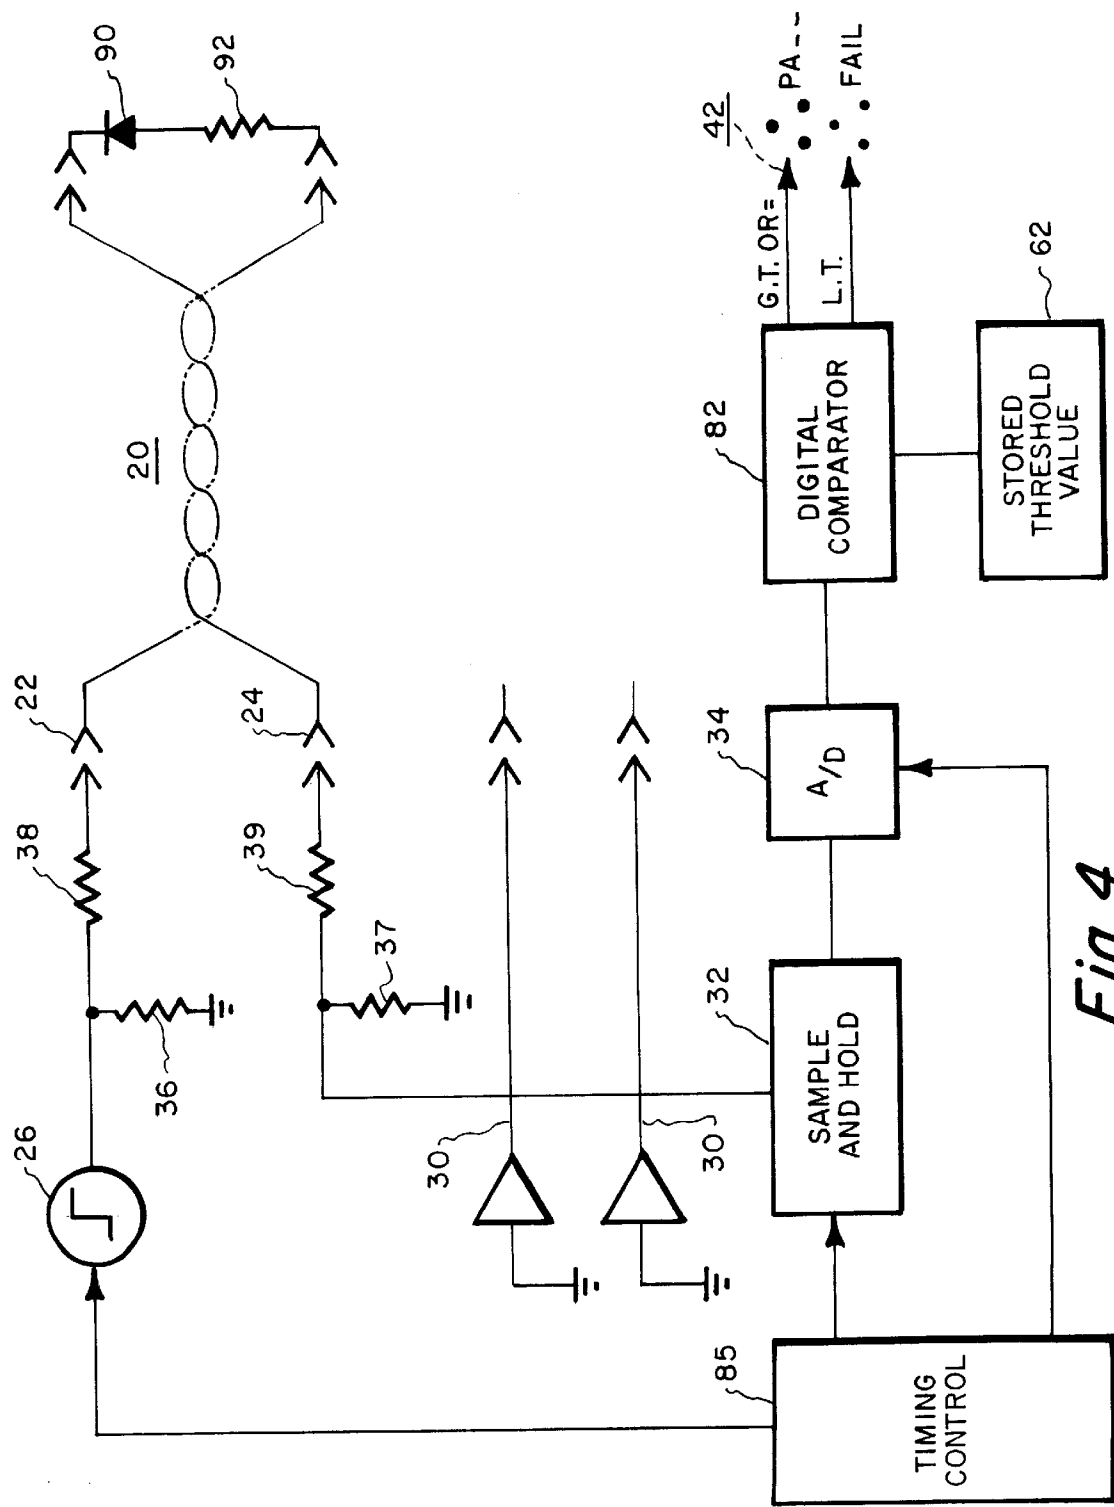 26
38
22
90
20
36
92
39
24
37
30
30
42
85
32
34
82
G.T. OR =
PA--
L.T.
FAIL
SAMPLE
AND HOLD
A/D
DIGITAL
COMPARATOR
62
TIMING
CONTROL
STORED
THRESHOLD
VALUE
Fig. 4